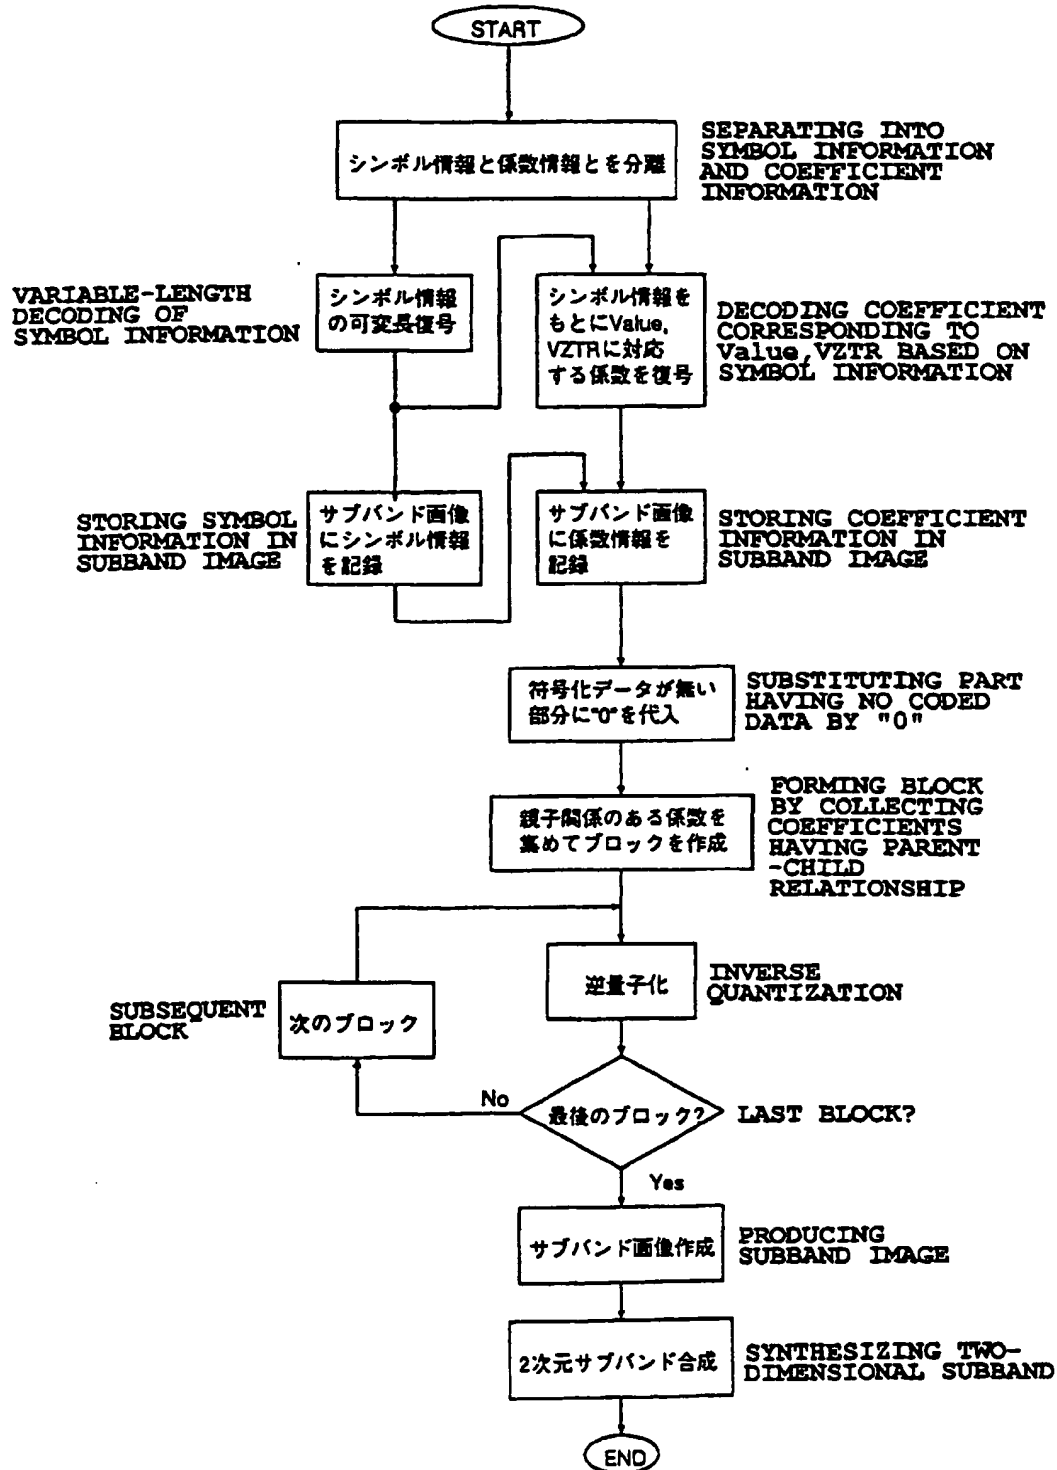 START
シンボル情報と係数情報とを分離
SEPARATING INTO
SYMBOL INFORMATION
AND COEFFICIENT
INFORMATION
VARIABLE-LENGTH
DECODING OF
SYMBOL INFORMATION
シンボル情報
の可変長復号
シンボル情報を
もとにValue,
VZTRに対応
する係数を復号
DECODING COEFFICIENT
CORRESPONDING TO
Value,VZTR BASED ON
SYMBOL INFORMATION
STORING SYMBOL
INFORMATION IN
SUBBAND IMAGE
サブバンド画像
にシンボル情報
を記録
サブバンド画像
に係数情報を
記録
STORING COEFFICIENT
INFORMATION IN
SUBBAND IMAGE
符号化データが無い
部分に"0"を代入
SUBSTITUTING PART
HAVING NO CODED
DATA BY "0"
親子関係のある係数を
集めてブロックを作成
FORMING BLOCK
BY COLLECTING
COEFFICIENTS
HAVING PARENT
-CHILD
RELATIONSHIP
逆量子化
INVERSE
QUANTIZATION
SUBSEQUENT
BLOCK
次のブロック
No
最後のブロック?
LAST BLOCK?
Yes
サブバンド画像作成
PRODUCING
SUBBAND IMAGE
2次元サブバンド合成
SYNTHESIZING TWO-
DIMENSIONAL SUBBAND
END